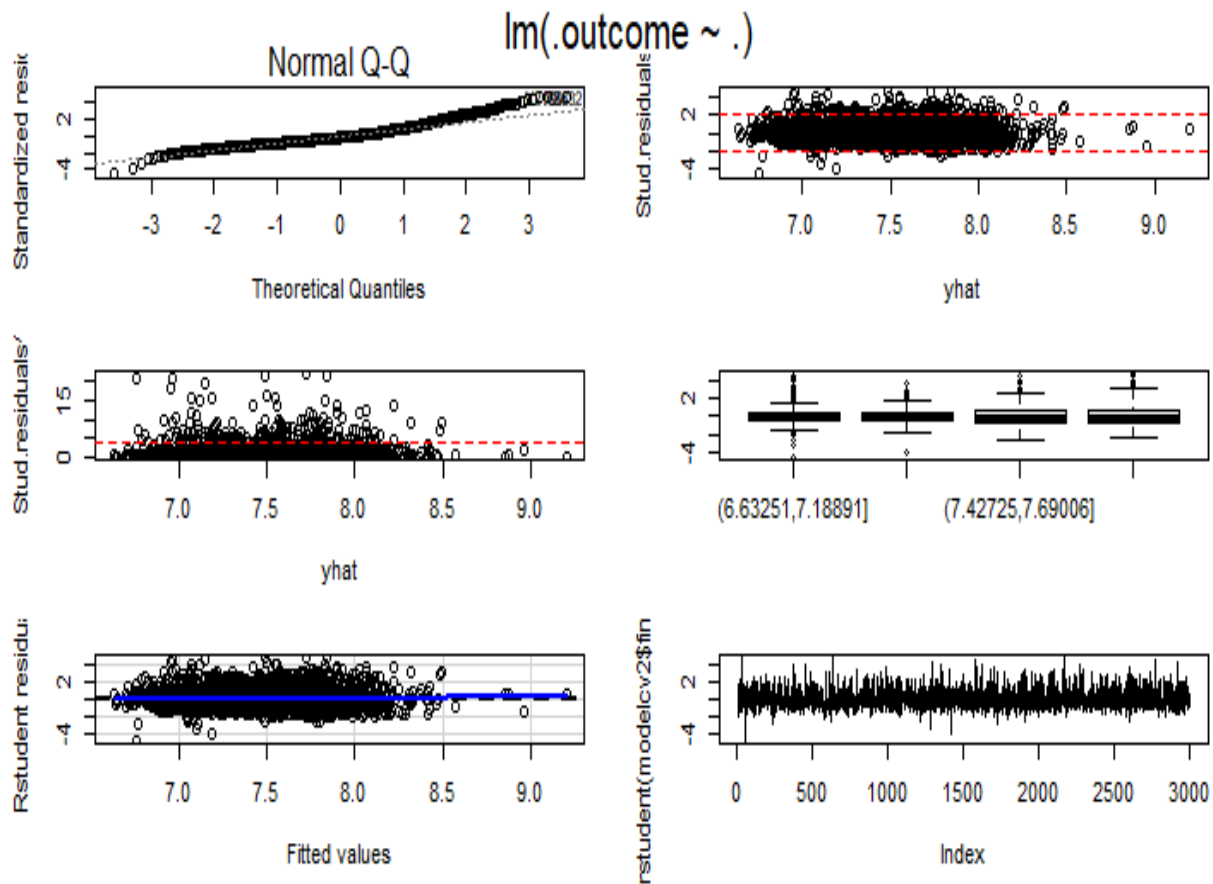 lm(.outcome ~ .)
Normal Q-Q
Standardized resid
2
-4
-3 -2 -1 0 1 2 3
Theoretical Quantiles
Stud.residuals
2
-4
7.0 7.5 8.0 8.5 9.0
yhat
Stud.residuals^
15
0
7.0 7.5 8.0 8.5 9.0
yhat
2
-4
(6.63251,7.18891] (7.42725,7.69006]
Rstudent residua
2
-4
7.0 7.5 8.0 8.5 9.0
Fitted values
rstudent(modelcv2$fin
2
-4
0 500 1000 1500 2000 2500 3000
Index